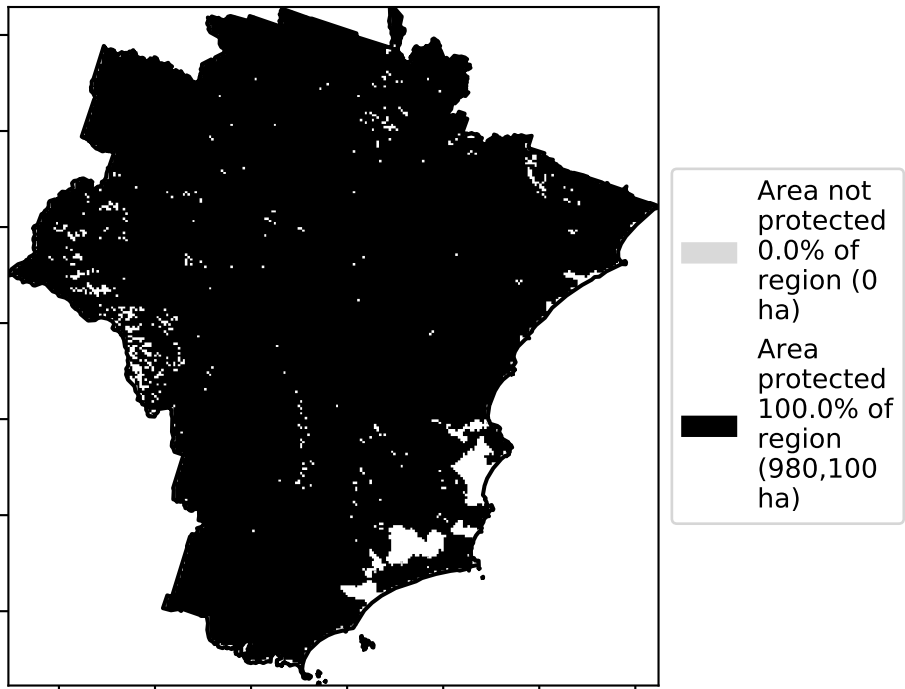 Area not
protected
0.0% of
region (0
ha)
Area
protected
100.0% of
region
(980,100
ha)